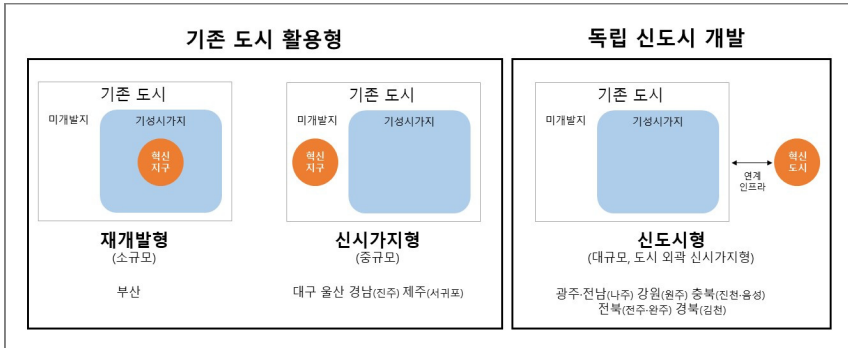 기존 도시 활용형
독립 신도시 개발
기존 도시
미개발지
기성시가지
혁신
지구
재개발형
(소규모)
부산
기존 도시
미개발지
기성시가지
혁신
지구
신시가지형
(중규모)
대구 울산 경남(진주) 제주(서귀포)
기존 도시
미개발지
기성시가지
연계
인프라
혁신
도시
신도시형
(대규모, 도시 외곽 신시가지형)
광주·전남(나주) 강원(원주) 충북(진천·음성)
전북(전주·완주) 경북(김천)